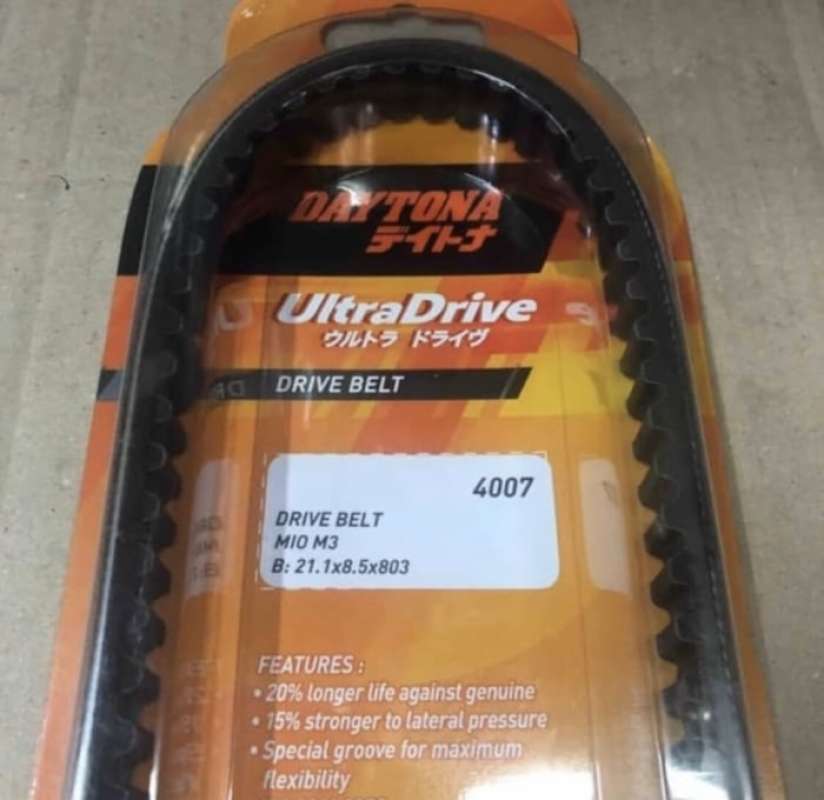 DAYTONA
デイトナ
UltraDrive
ウルトラ ドライヴ
DRIVE BELT
4007
DRIVE BELT
MIO M3
B: 21.1x8.5x803
FEATURES :
• 20% longer life against genuine
• 15% stronger to lateral pressure
• Special groove for maximum
flexibility